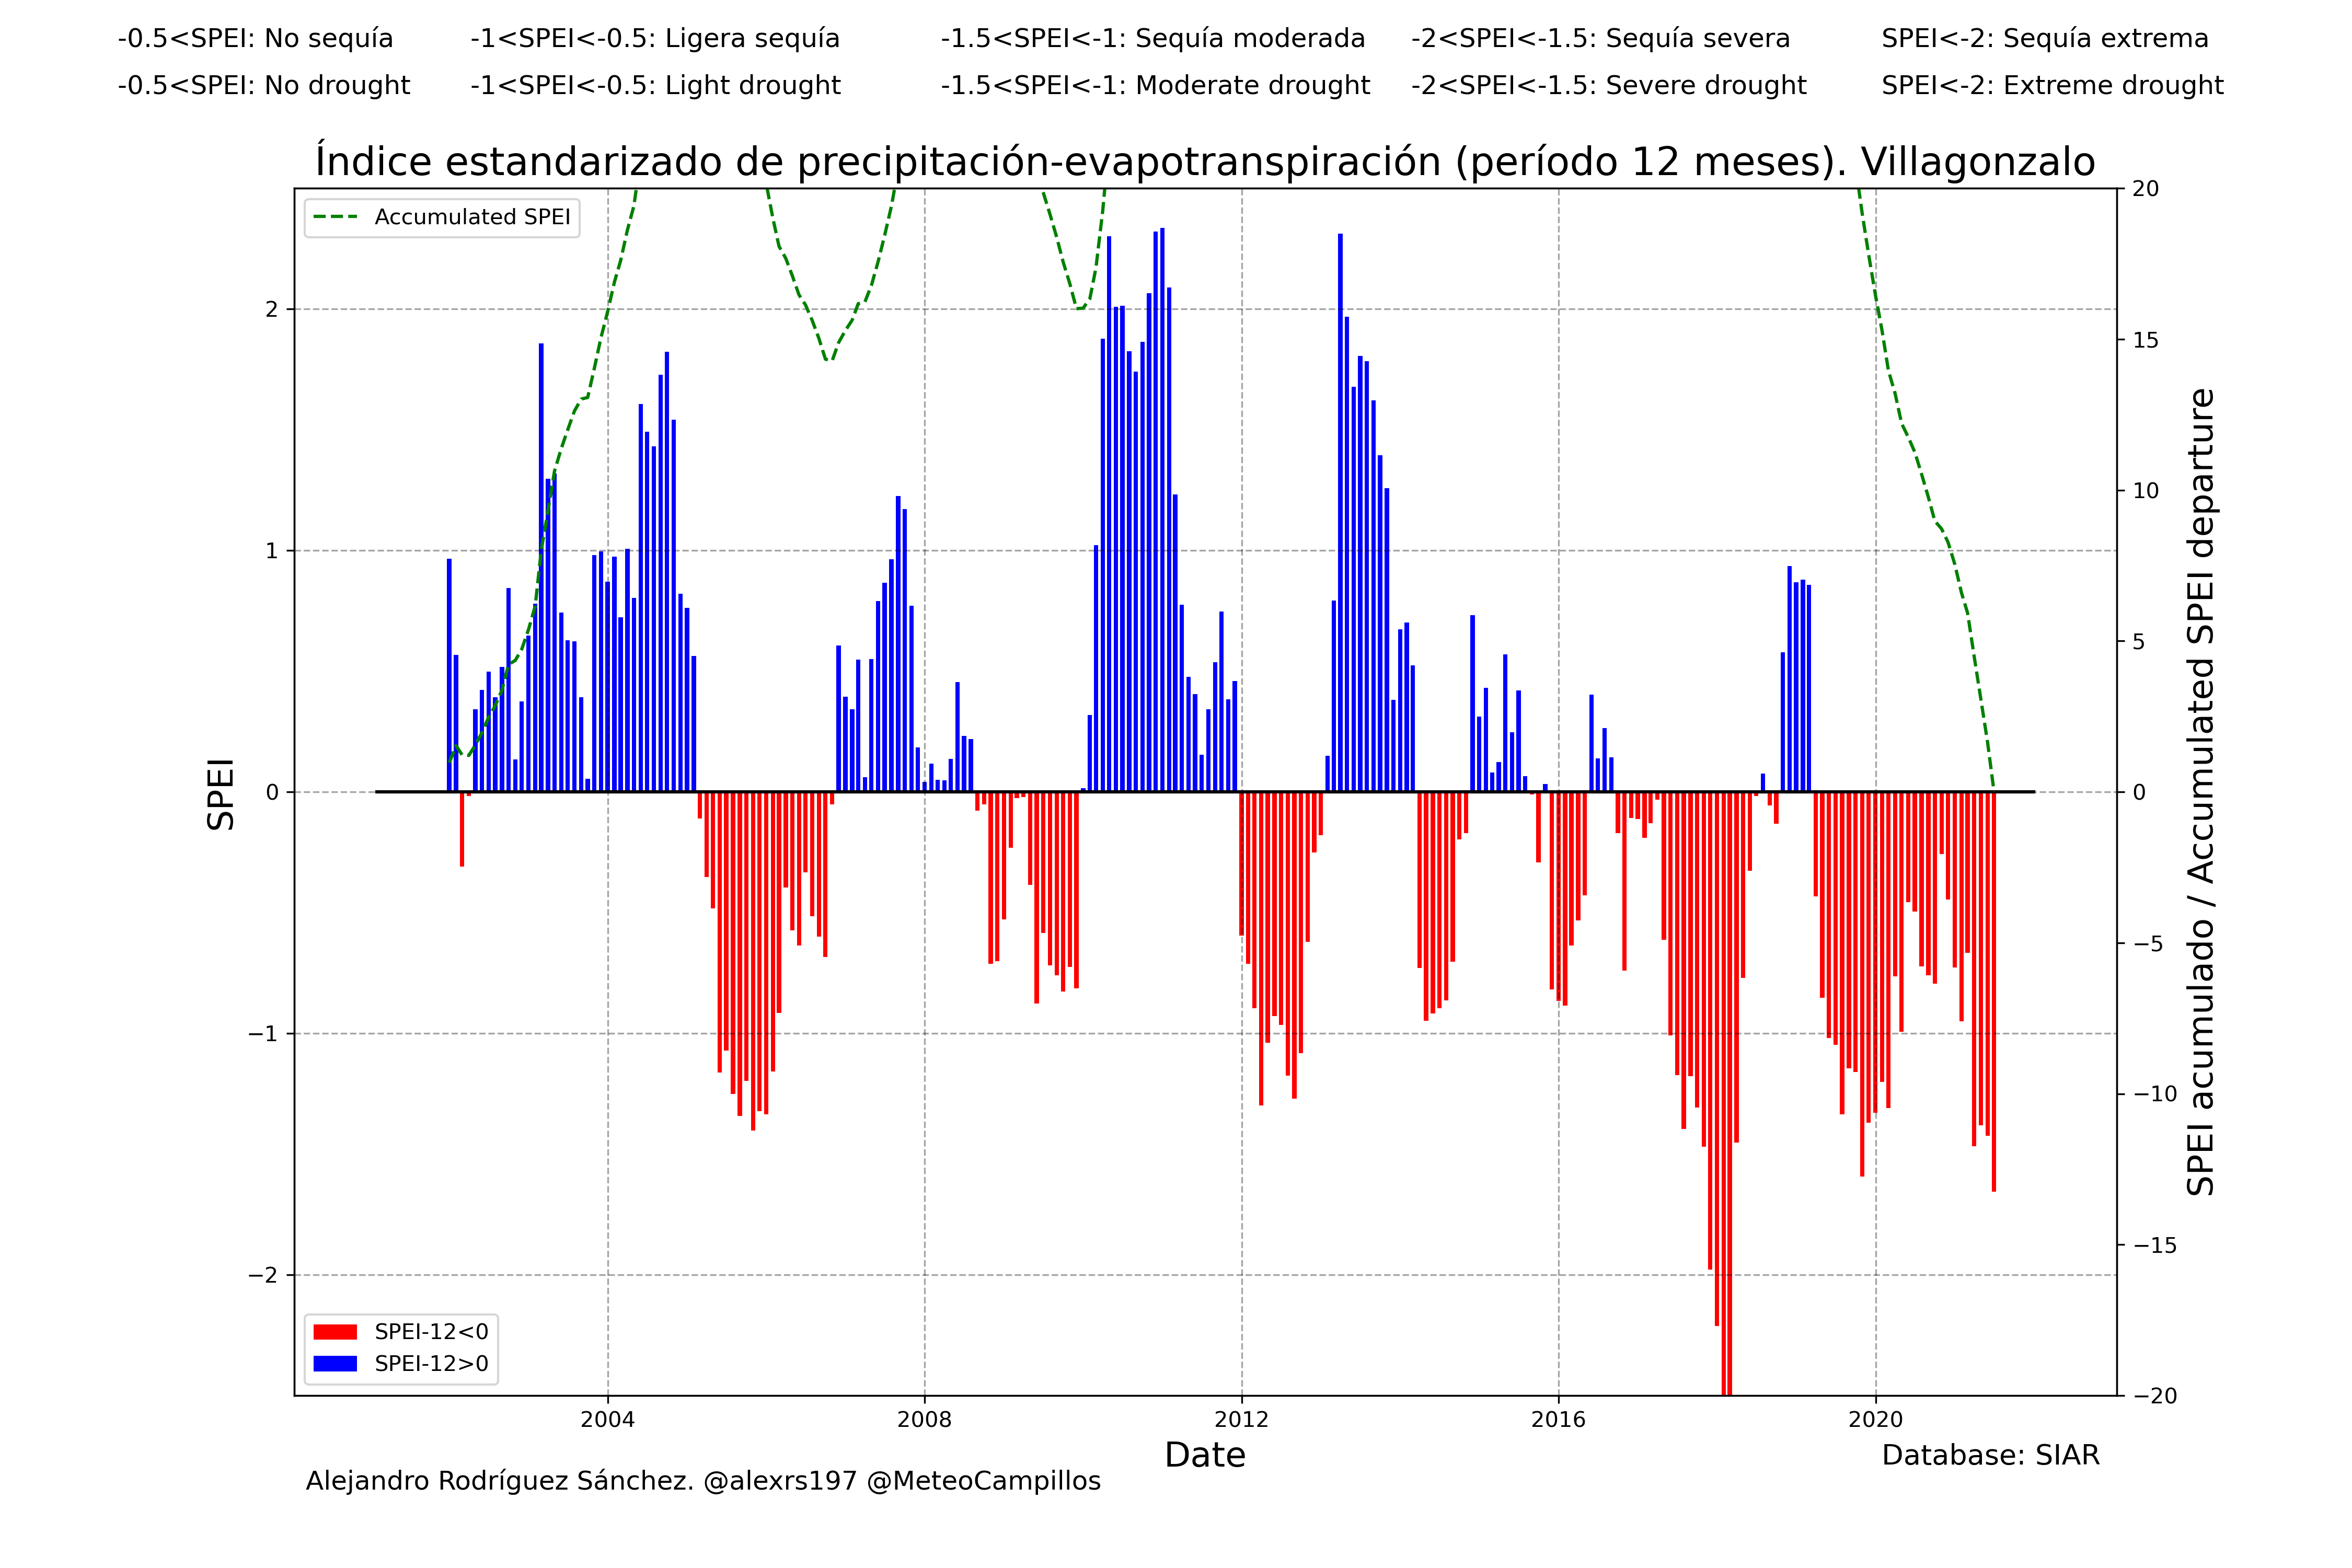 -0.5<SPEI: No sequía -1<SPEI<-0.5: Ligera sequía -1.5<SPEI<-1: Sequía moderada -2<SPEI<-1.5: Sequía severa SPEI<-2: Sequía extrema
-0.5<SPEI: No drought -1<SPEI<-0.5: Light drought -1.5<SPEI<-1: Moderate drought -2<SPEI<-1.5: Severe drought SPEI<-2: Extreme drought
Índice estandarizado de precipitación-evapotranspiración (período 12 meses). Villagonzalo
Accumulated SPEI
2
1
0
−1
−2
SPEI
20
15
10
5
0
−5
−10
−15
−20
SPEI acumulado / Accumulated SPEI departure
SPEI-12<0
SPEI-12>0
2004 2008 2012 2016 2020
Date
Database: SIAR
Alejandro Rodríguez Sánchez. @alexrs197 @MeteoCampillos